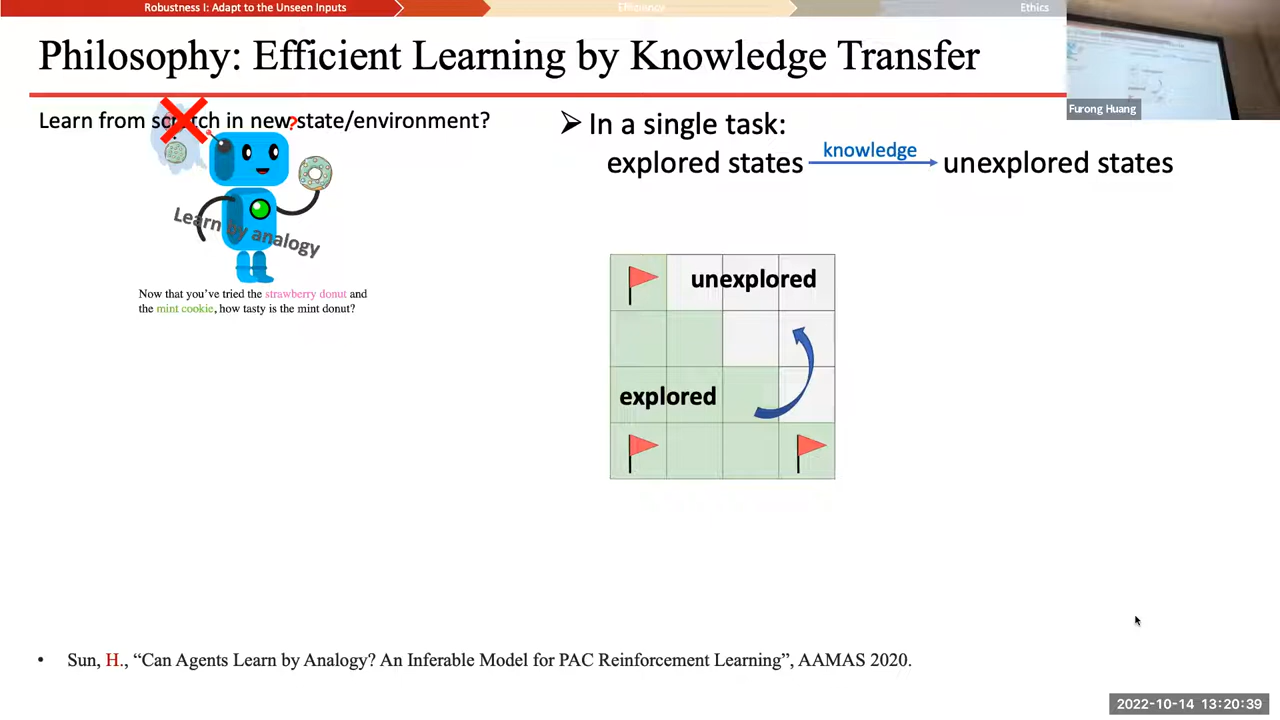 Robustness I: Adapt to the Unseen Inputs
Efficiency
Ethics
Philosophy: Efficient Learning by Knowledge Transfer
Furong Huang
Learn from scratch in new state/environment?
?
Learn by analogy
Now that you've tried the strawberry donut and
the mint cookie, how tasty is the mint donut?
➤ In a single task:
knowledge
explored states unexplored states
unexplored
explored
• Sun, H., “Can Agents Learn by Analogy? An Inferable Model for PAC Reinforcement Learning”, AAMAS 2020.
2022-10-14 13:20:39